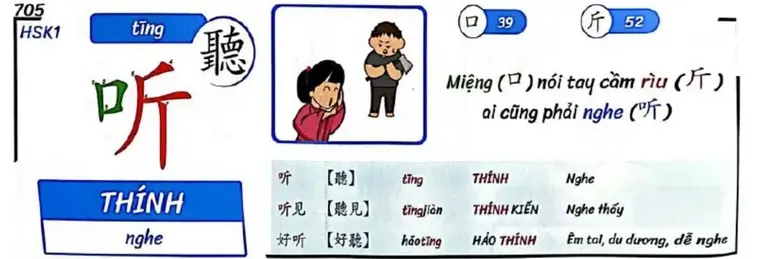 705
HSK1
tīng
聽
听
THÍNH
nghe
口 39
斤 52
Miệng (口) nói tay cầm rìu (斤)
ai cũng phải nghe (听)
听 【聽】 tīng THÍNH Nghe
听见 【聽見】 tīngjiàn THÍNH KIẾN Nghe thấy
好听 【好聽】 hǎotīng HẢO THÍNH Êm tai, du dương, dễ nghe